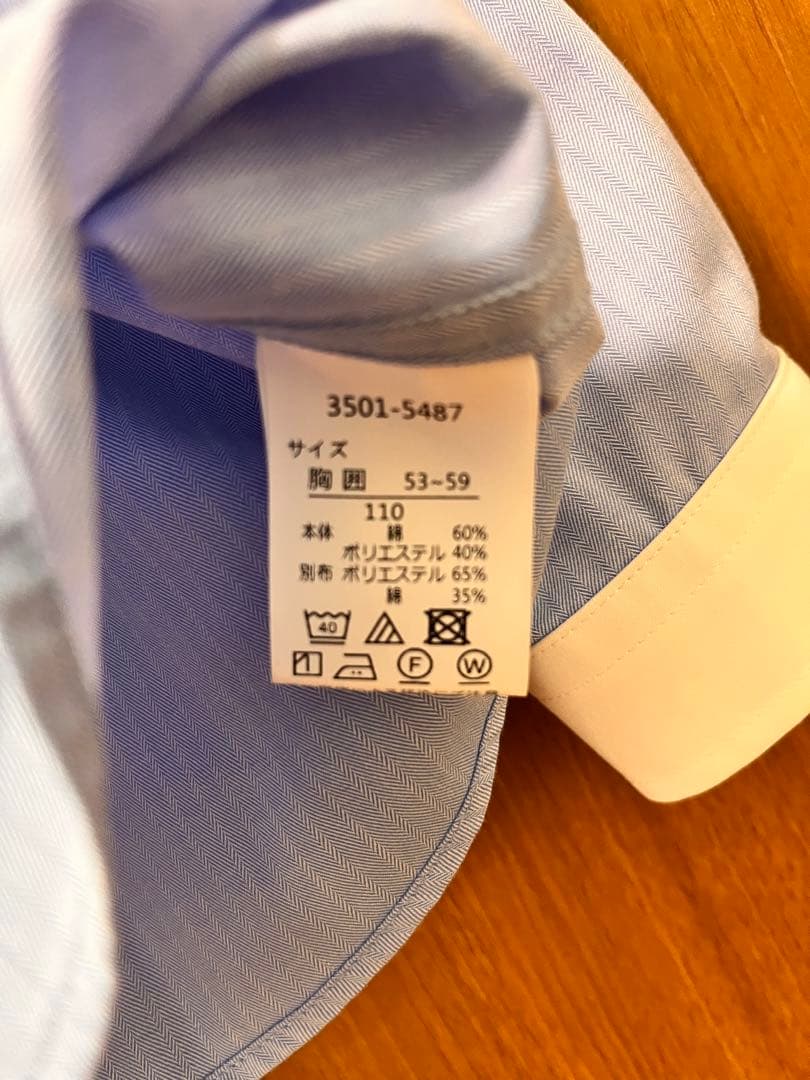 3501-5487
サイズ
胸囲 53~59
110
本体 綿 60%
ポリエステル 40%
別布 ポリエステル 65%
綿 35%
40
F W